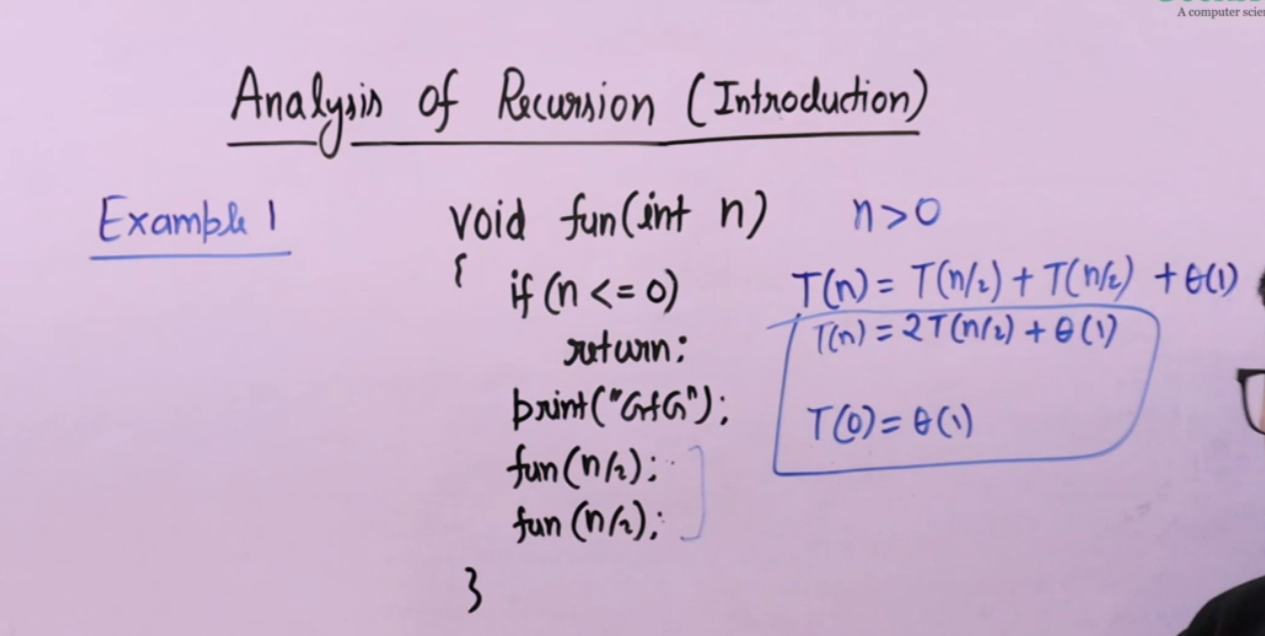 A computer scie
Analysis of Recursion (Introduction)
Example 1
void fun(int n)
n>0
{ if (n <= 0)
return;
print("GfG");
fun(n/2);
fun(n/2);
}
T(n) = T(n/2) + T(n/2) + θ(1)
T(n) = 2T(n/2) + θ(1)
T(0) = θ(1)